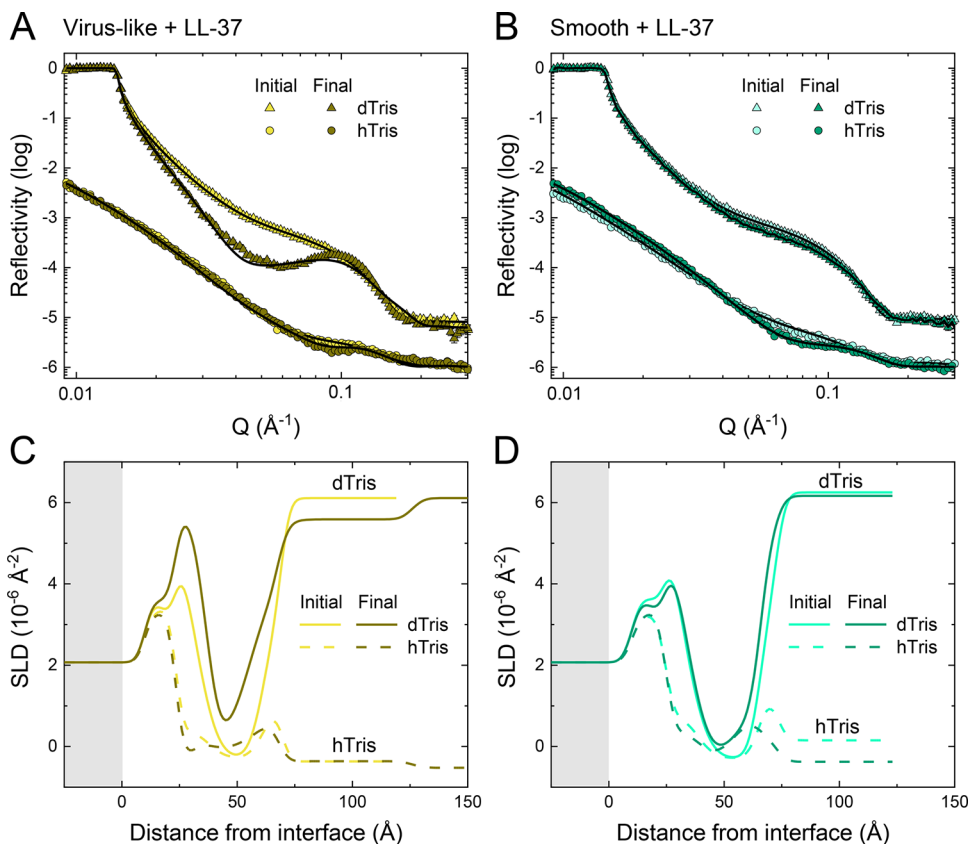 A Virus-like + LL-37
B Smooth + LL-37
Reflectivity (log)
0
-1
-2
-3
-4
-5
-6
Initial Final
dTris
hTris
0.01 0.1
Q (Å⁻¹)
Reflectivity (log)
0
-1
-2
-3
-4
-5
-6
Initial Final
dTris
hTris
0.01 0.1
Q (Å⁻¹)
C
SLD (10⁻⁶ Å⁻²)
6
4
2
0
dTris
Initial Final
dTris
hTris
hTris
0 50 100 150
Distance from interface (Å)
D
SLD (10⁻⁶ Å⁻²)
6
4
2
0
dTris
Initial Final
dTris
hTris
hTris
0 50 100 150
Distance from interface (Å)